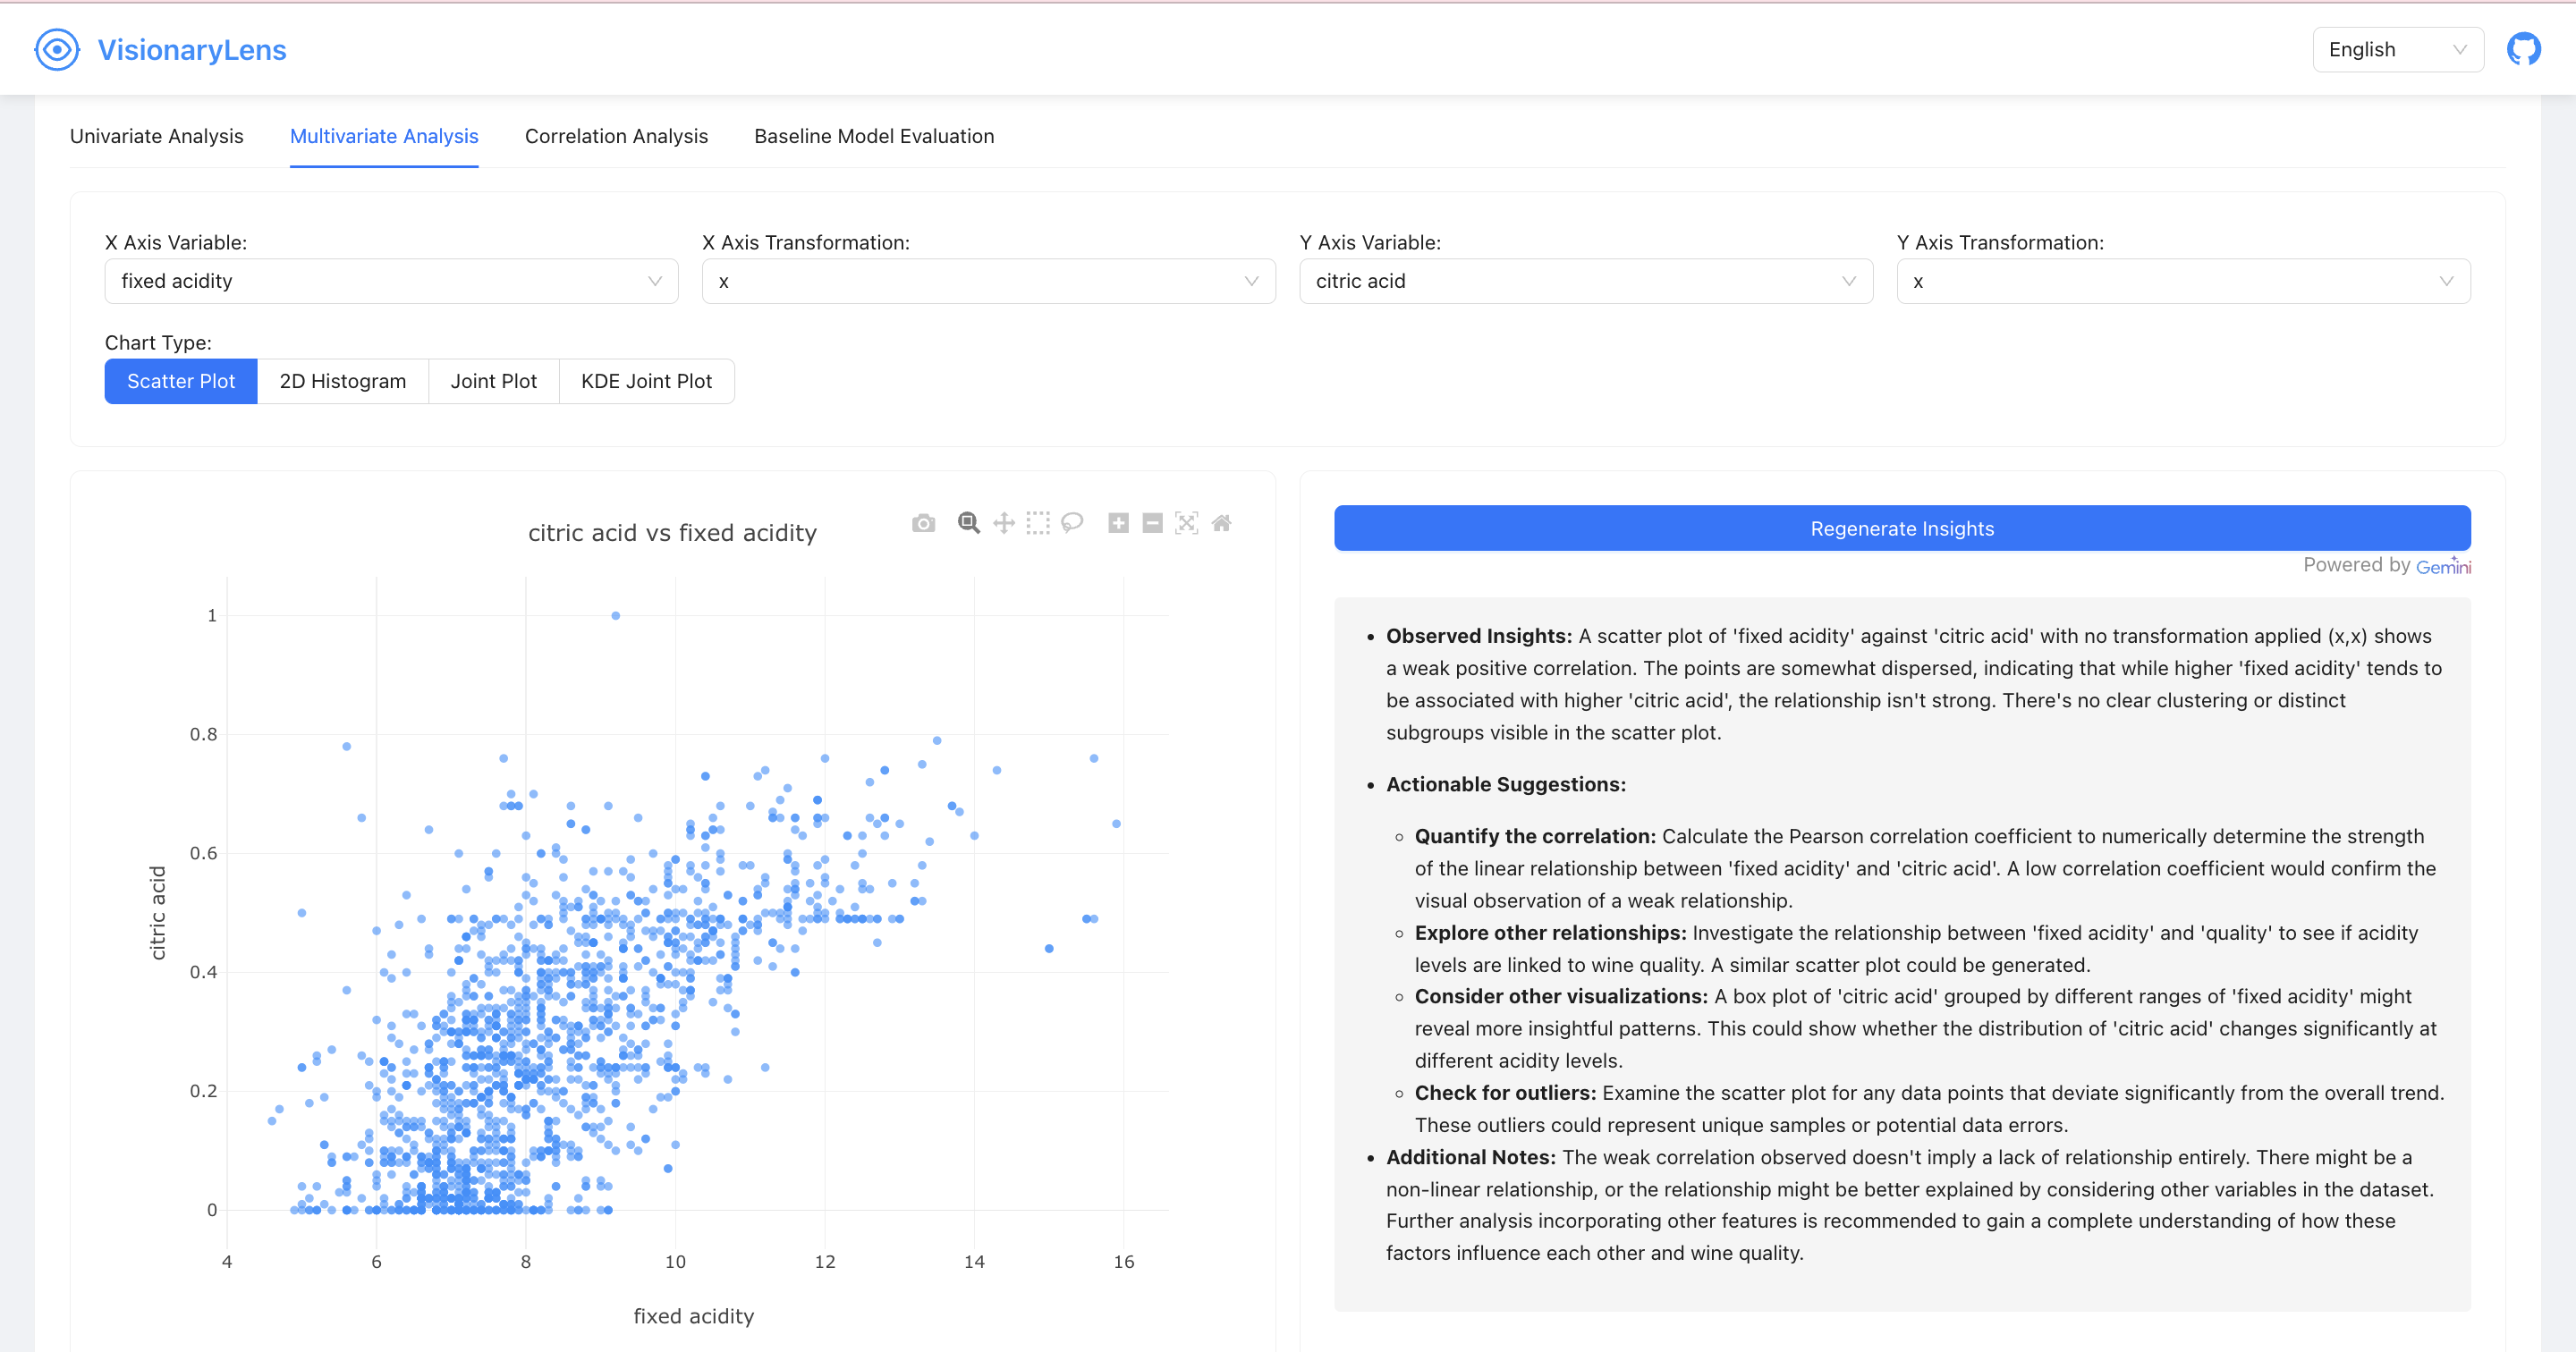 VisionaryLens
English
Univariate Analysis
Multivariate Analysis
Correlation Analysis
Baseline Model Evaluation
X Axis Variable:
X Axis Transformation:
Y Axis Variable:
Y Axis Transformation:
fixed acidity
x
citric acid
x
Chart Type:
Scatter Plot
2D Histogram
Joint Plot
KDE Joint Plot
citric acid vs fixed acidity
1
0.8
0.6
0.4
0.2
0
citric acid
4
6
8
10
12
14
16
fixed acidity
Regenerate Insights
Powered by Gemini
• Observed Insights: A scatter plot of 'fixed acidity' against 'citric acid' with no transformation applied (x,x) shows
a weak positive correlation. The points are somewhat dispersed, indicating that while higher 'fixed acidity' tends to
be associated with higher 'citric acid', the relationship isn't strong. There's no clear clustering or distinct
subgroups visible in the scatter plot.
• Actionable Suggestions:
◦ Quantify the correlation: Calculate the Pearson correlation coefficient to numerically determine the strength
of the linear relationship between 'fixed acidity' and 'citric acid'. A low correlation coefficient would confirm the
visual observation of a weak relationship.
◦ Explore other relationships: Investigate the relationship between 'fixed acidity' and 'quality' to see if acidity
levels are linked to wine quality. A similar scatter plot could be generated.
◦ Consider other visualizations: A box plot of 'citric acid' grouped by different ranges of 'fixed acidity' might
reveal more insightful patterns. This could show whether the distribution of 'citric acid' changes significantly at
different acidity levels.
◦ Check for outliers: Examine the scatter plot for any data points that deviate significantly from the overall trend.
These outliers could represent unique samples or potential data errors.
• Additional Notes: The weak correlation observed doesn't imply a lack of relationship entirely. There might be a
non-linear relationship, or the relationship might be better explained by considering other variables in the dataset.
Further analysis incorporating other features is recommended to gain a complete understanding of how these
factors influence each other and wine quality.